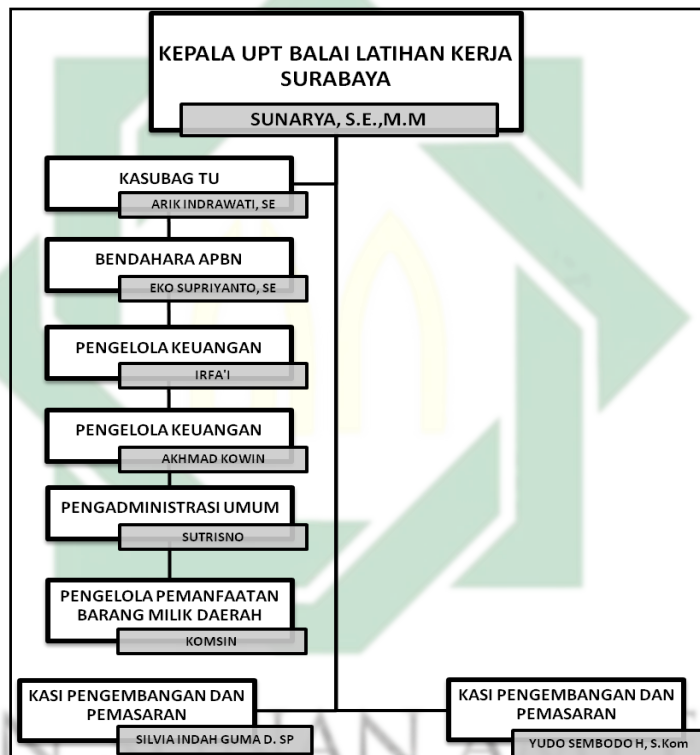 KEPALA UPT BALAI LATIHAN KERJA
SURABAYA
SUNARYA, S.E.,M.M
KASUBAG TU
ARIK INDRAWATI, SE
BENDAHARA APBN
EKO SUPRIYANTO, SE
PENGELOLA KEUANGAN
IRFA'I
PENGELOLA KEUANGAN
AKHMAD KOWIN
PENGADMINISTRASI UMUM
SUTRISNO
PENGELOLA PEMANFAATAN
BARANG MILIK DAERAH
KOMSIN
KASI PENGEMBANGAN DAN
PEMASARAN
SILVIA INDAH GUMA D. SP
KASI PENGEMBANGAN DAN
PEMASARAN
YUDO SEMBODO H, S.Kom